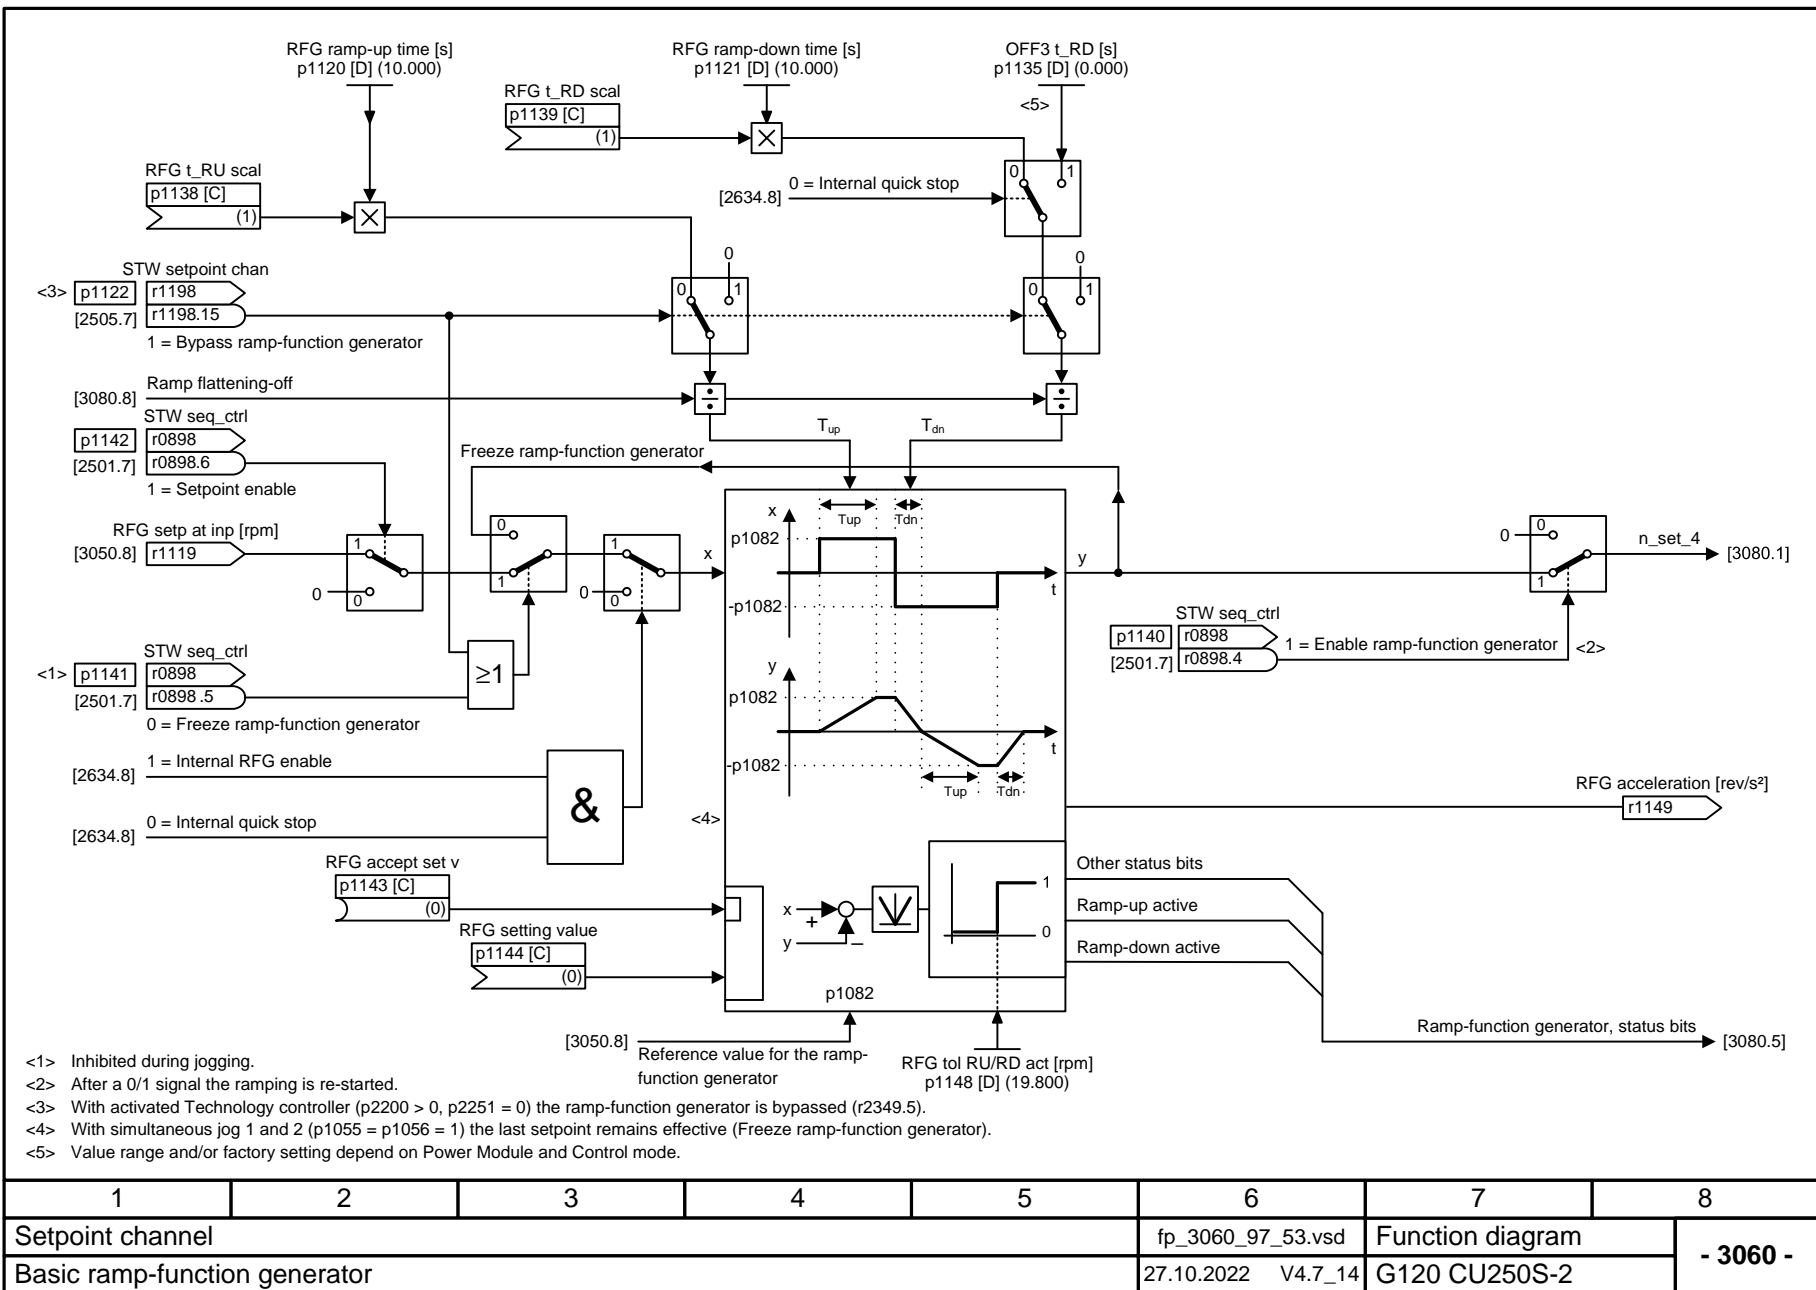 RFG ramp-up time [s]
p1120 [D] (10.000)
RFG ramp-down time [s]
p1121 [D] (10.000)
OFF3 t_RD [s]
p1135 [D] (0.000)
<5>
RFG t_RD scal
p1139 [C]
(1)
RFG t_RU scal
p1138 [C]
(1)
[2634.8]
0 = Internal quick stop
0
1
STW setpoint chan
<3>
p1122
r1198
[2505.7]
r1198.15
1 = Bypass ramp-function generator
0
0
1
0
0
1
Ramp flattening-off
[3080.8]
÷
÷
STW seq_ctrl
p1142
r0898
[2501.7]
r0898.6
1 = Setpoint enable
Freeze ramp-function generator
Tup
Tdn
RFG setp at inp [rpm]
[3050.8]
r1119
1
0
0
0
1
1
0
0
x
x
p1082
-p1082
Tup
Tdn
t
y
0
0
1
n_set_4
[3080.1]
STW seq_ctrl
p1140
r0898
[2501.7]
r0898.4
1 = Enable ramp-function generator
<2>
STW seq_ctrl
<1>
p1141
r0898
[2501.7]
r0898.5
≥1
0 = Freeze ramp-function generator
y
p1082
-p1082
Tup
Tdn
t
[2634.8]
1 = Internal RFG enable
&
[2634.8]
0 = Internal quick stop
<4>
RFG acceleration [rev/s²]
r1149
RFG accept set v
p1143 [C]
(0)
RFG setting value
p1144 [C]
(0)
x
+
y
–
1
0
Other status bits
Ramp-up active
Ramp-down active
p1082
[3050.8]
Reference value for the ramp-
function generator
RFG tol RU/RD act [rpm]
p1148 [D] (19.800)
Ramp-function generator, status bits
[3080.5]
<1> Inhibited during jogging.
<2> After a 0/1 signal the ramping is re-started.
<3> With activated Technology controller (p2200 > 0, p2251 = 0) the ramp-function generator is bypassed (r2349.5).
<4> With simultaneous jog 1 and 2 (p1055 = p1056 = 1) the last setpoint remains effective (Freeze ramp-function generator).
<5> Value range and/or factory setting depend on Power Module and Control mode.
1 2 3 4 5 6 7 8
Setpoint channel
fp_3060_97_53.vsd
Function diagram
- 3060 -
Basic ramp-function generator
27.10.2022 V4.7_14
G120 CU250S-2